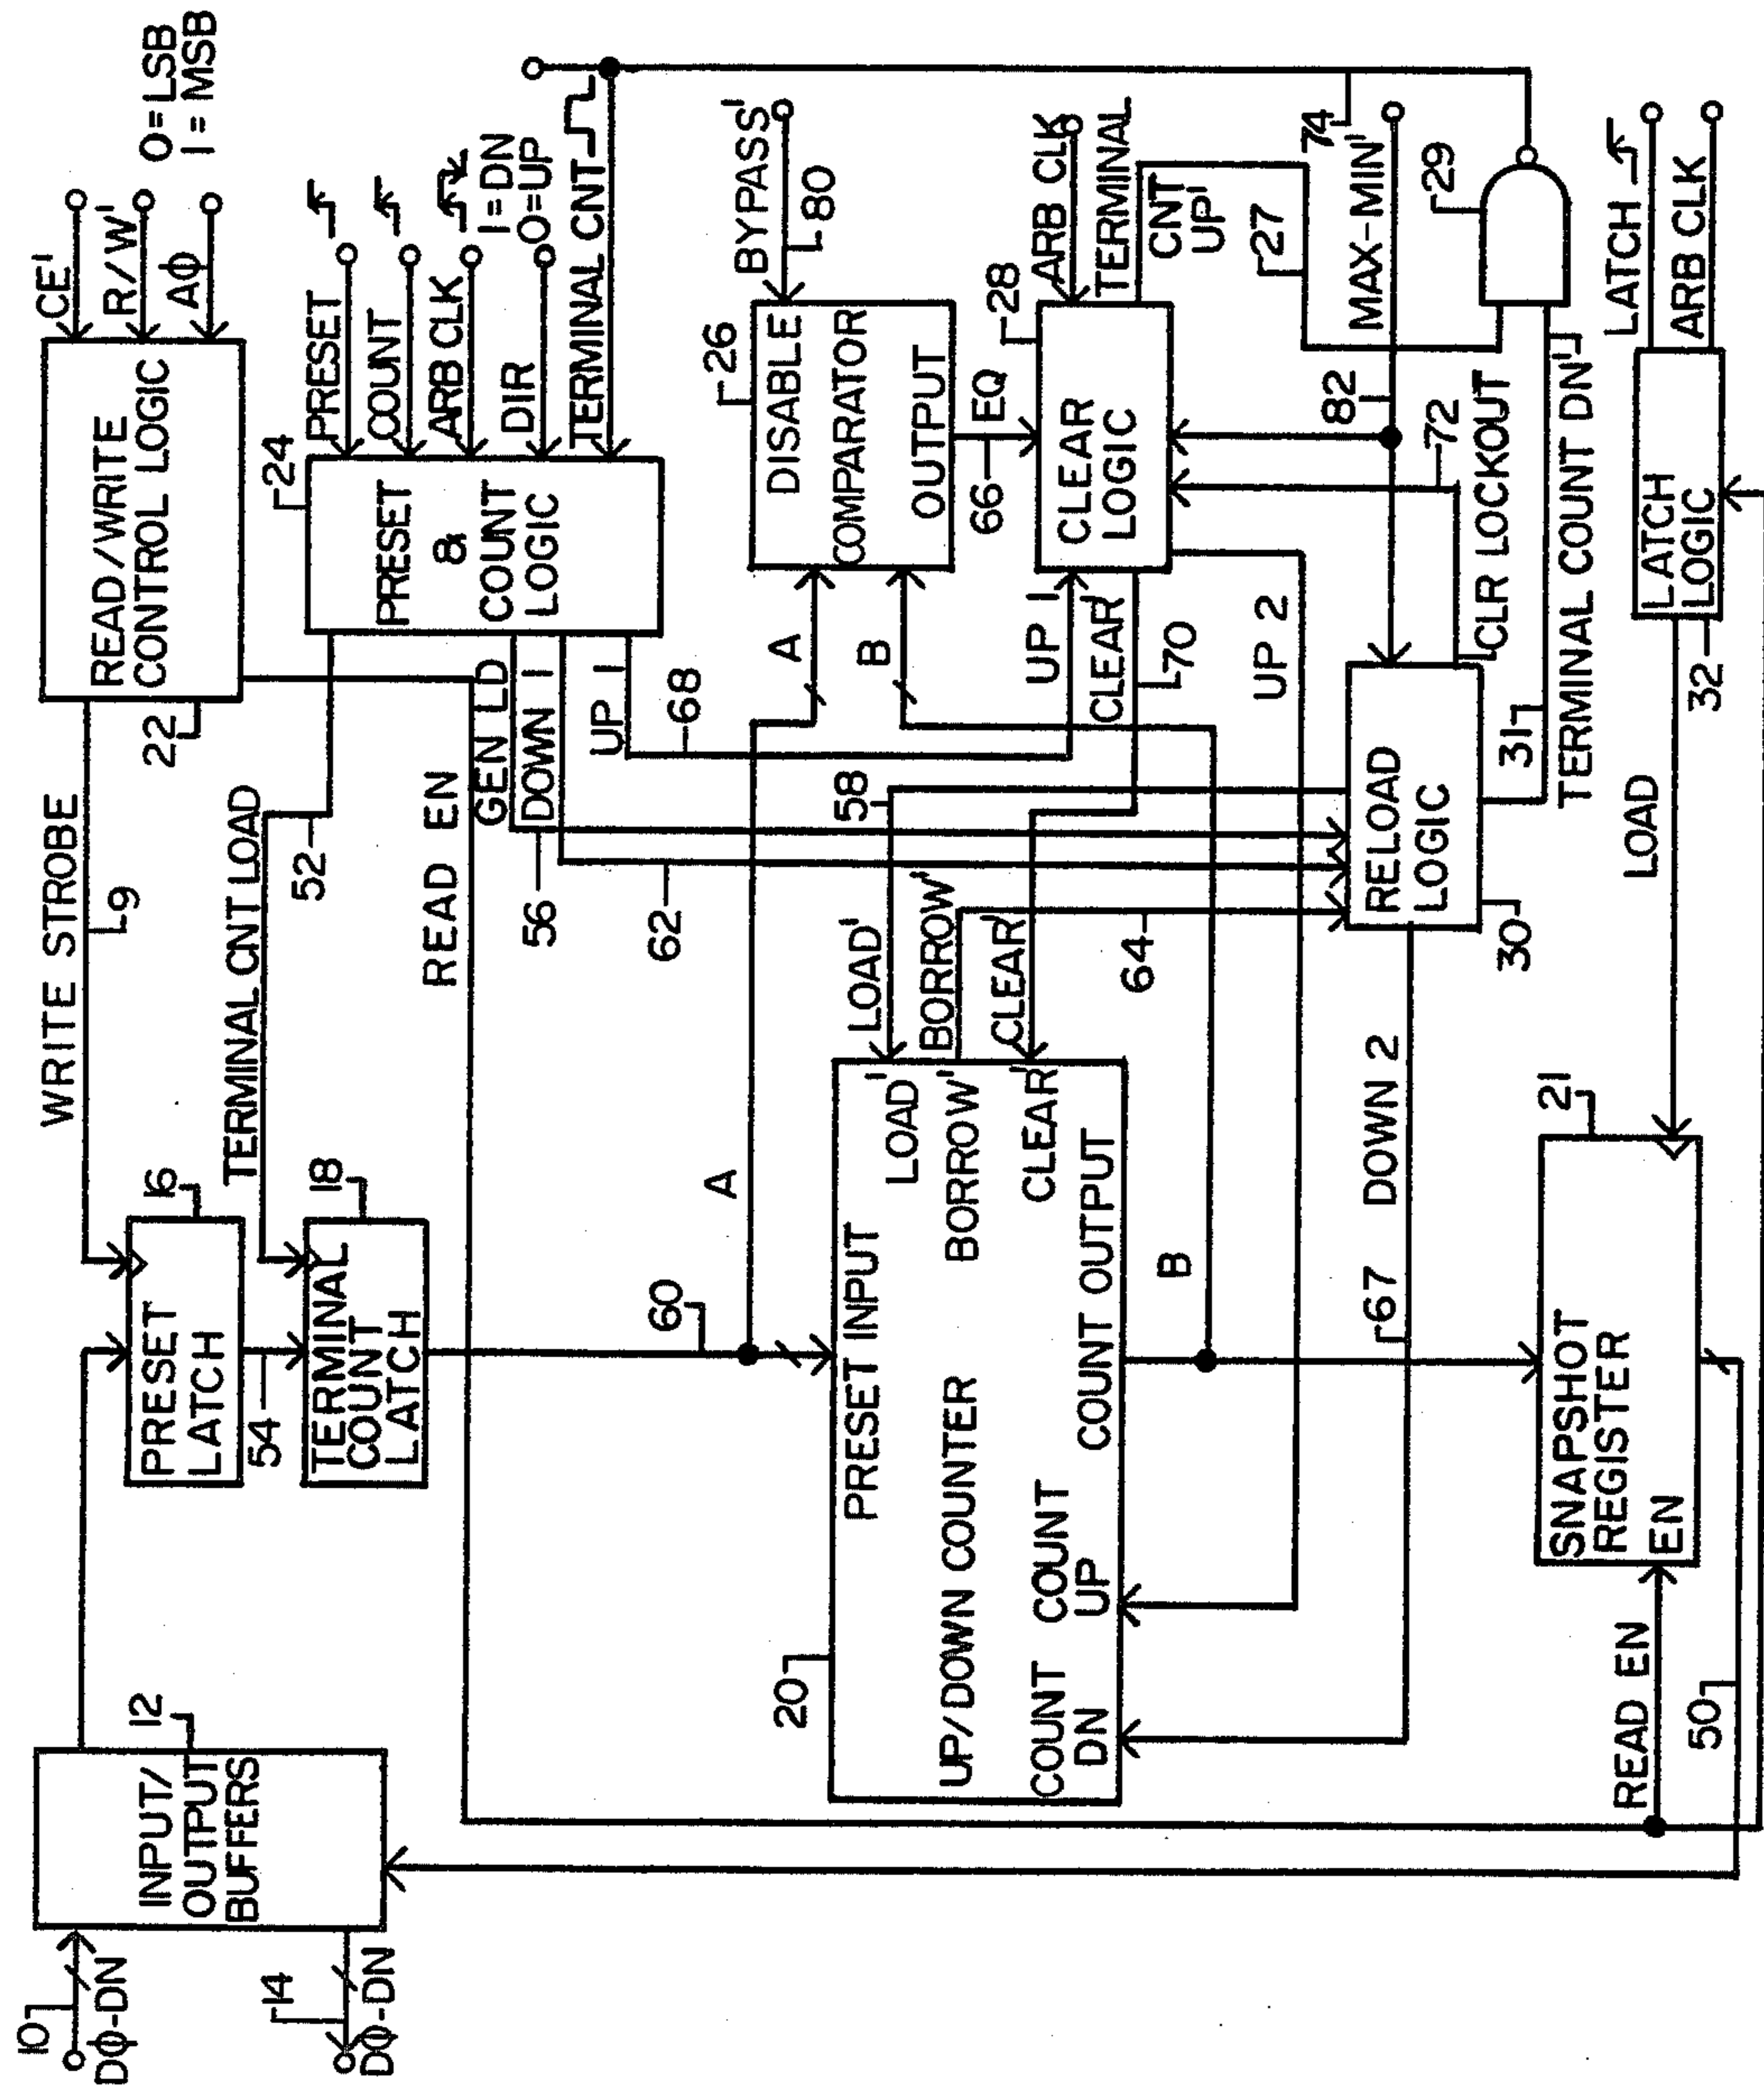 10
DΦ-DN
14
DΦ-DN
INPUT/
OUTPUT
BUFFERS
12
WRITE STROBE
9
PRESET
LATCH
16
54
TERMINAL CNT LOAD
52
TERMINAL
COUNT
LATCH
18
READ/WRITE
CONTROL LOGIC
22
CE'
R/W'
AΦ
0=LSB
1=MSB
READ EN
PRESET
&
COUNT
LOGIC
24
PRESET
COUNT
ARB CLK
DIR
1=DN
0=UP
TERMINAL CNT
GEN LD
DOWN 1
UP 1
56
62
68
60
A
A
B
DISABLE
COMPARATOR
OUTPUT
26
BYPASS'
80
66
EQ
28
CLEAR
LOGIC
ARB CLK
TERMINAL
CNT
UP'
27
UP 1
CLEAR'
70
UP 2
74
MAX-MIN'
82
72
CLR LOCKOUT
29
58
LOAD'
BORROW'
CLEAR'
64
20
PRESET INPUT
LOAD'
UP/DOWN COUNTER
BORROW'
CLEAR'
COUNT
DN
COUNT
UP
COUNT OUTPUT
B
RELOAD
LOGIC
30
31
TERMINAL COUNT DN'
67
DOWN 2
SNAPSHOT
REGISTER
EN
21
READ EN
50
LOAD
LATCH
LOGIC
32
LATCH
ARB CLK